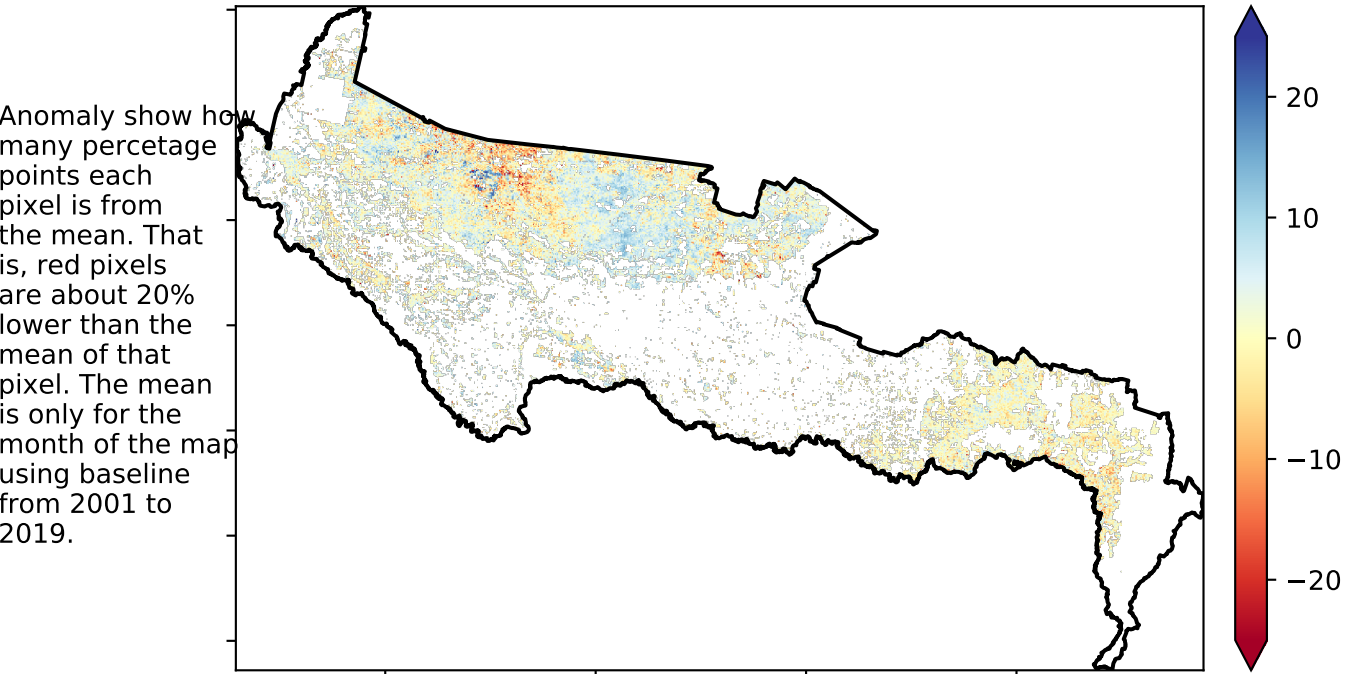 Anomaly show how
many percetage
points each
pixel is from
the mean. That
is, red pixels
are about 20%
lower than the
mean of that
pixel. The mean
is only for the
month of the map
using baseline
from 2001 to
2019.
20
10
0
−10
−20